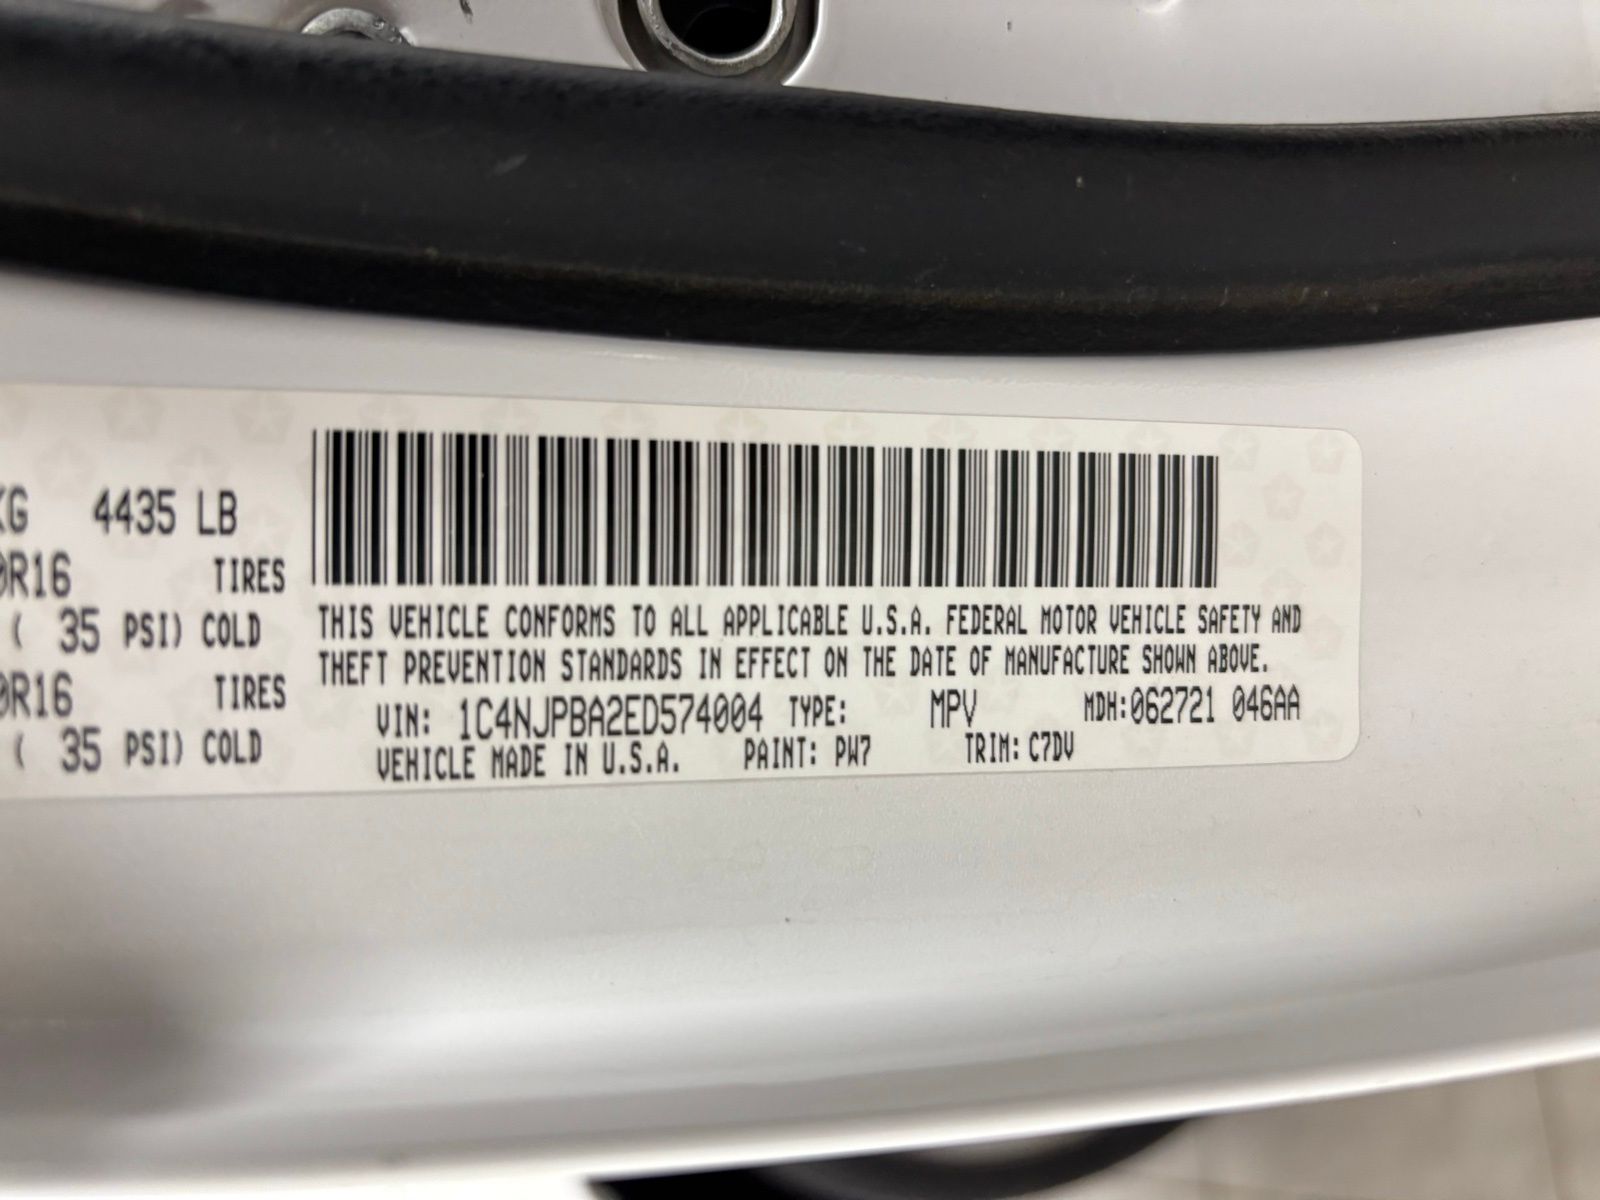 KG 4435 LB
0R16 TIRES
( 35 PSI) COLD
0R16 TIRES
( 35 PSI) COLD
THIS VEHICLE CONFORMS TO ALL APPLICABLE U.S.A. FEDERAL MOTOR VEHICLE SAFETY AND
THEFT PREVENTION STANDARDS IN EFFECT ON THE DATE OF MANUFACTURE SHOWN ABOVE.
VIN: 1C4NJPBA2ED574004 TYPE: MPV MDH:062721 046AA
VEHICLE MADE IN U.S.A. PAINT: PW7 TRIM: C7DV